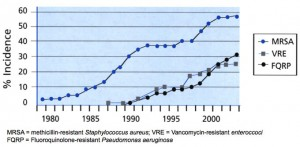 % Incidence
60
50
40
30
20
10
0
1980
1985
1990
1995
2000
MRSA
VRE
FQRP
MRSA = methicillin-resistant Staphylococcus aureus; VRE = Vancomycin-resistant enterococci
FQRP = Fluoroquinolone-resistant Pseudomonas aeruginosa